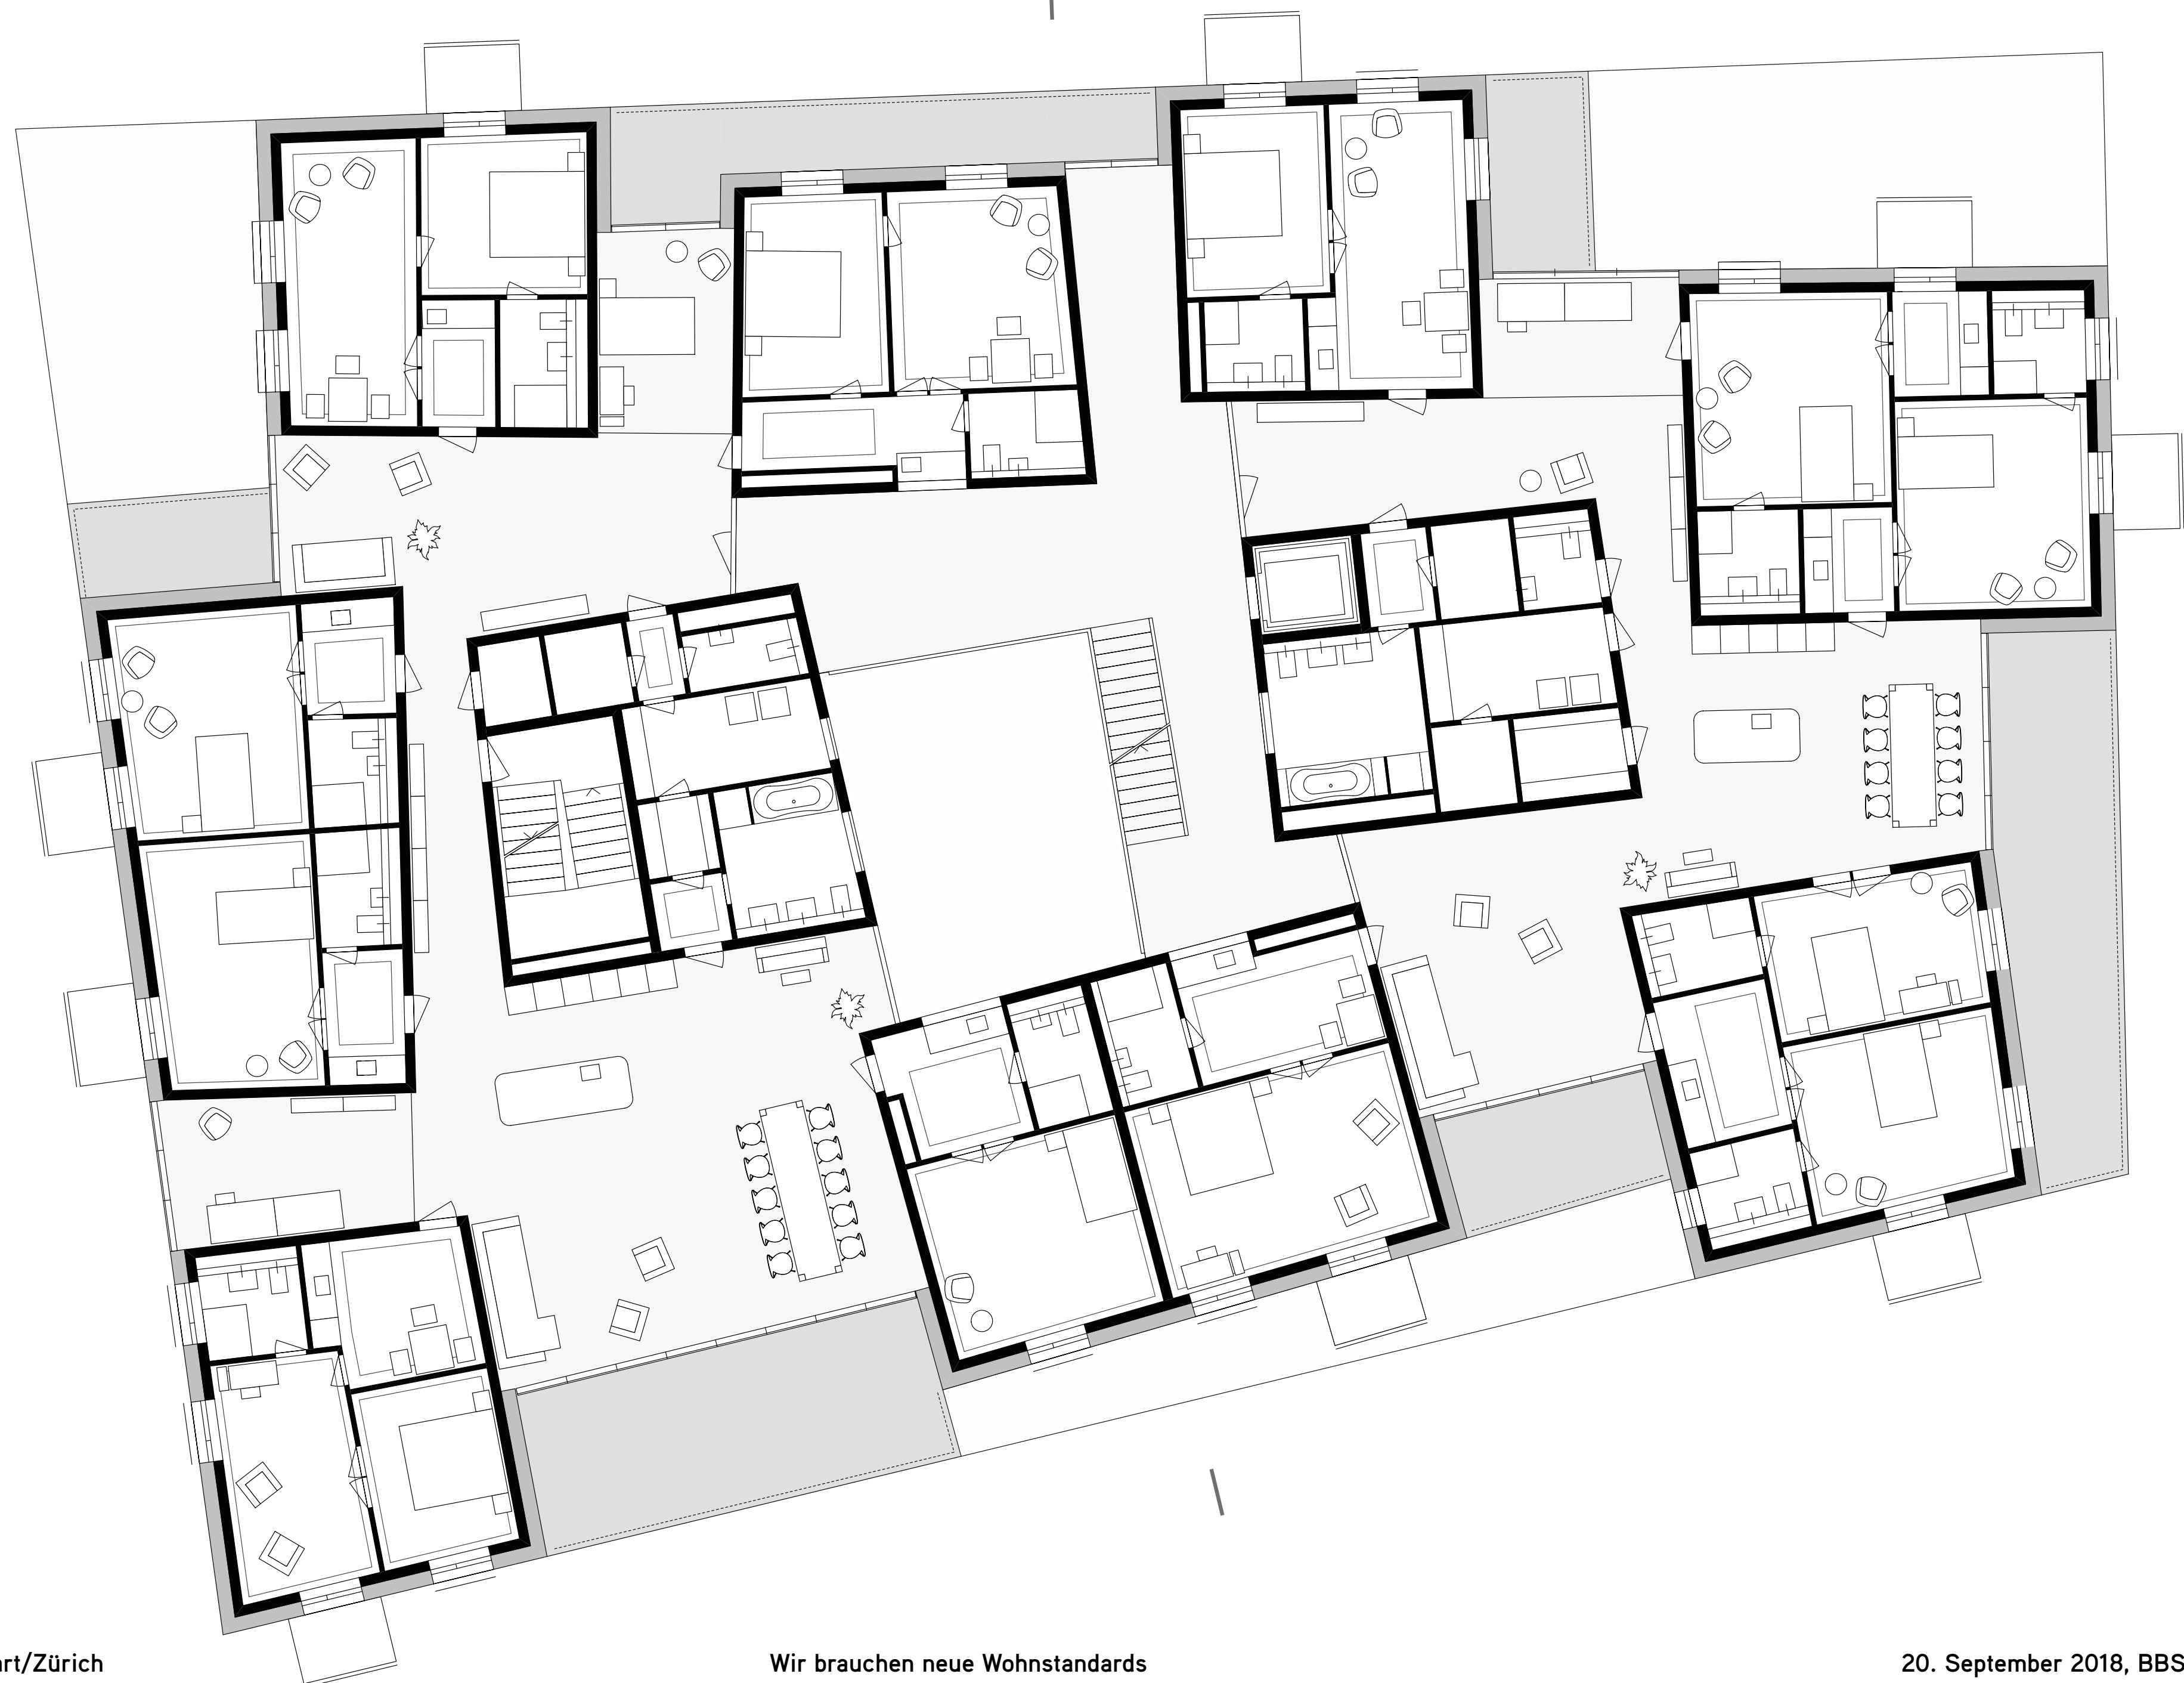 art/Zürich
Wir brauchen neue Wohnstandards
20. September 2018, BBS